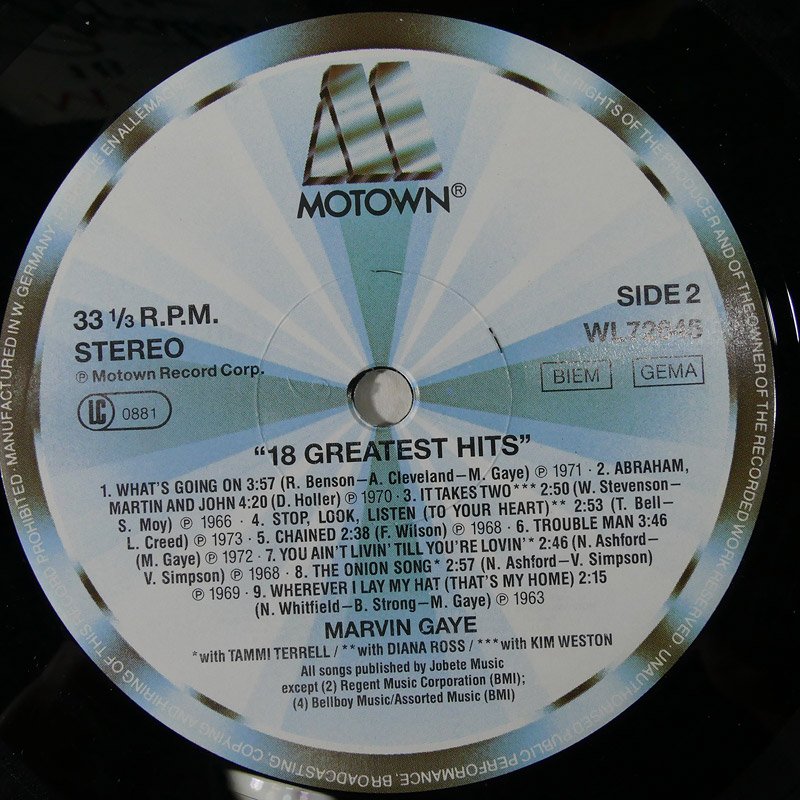 MOTOWN®
33 1/3 R.P.M.
STEREO
℗ Motown Record Corp.
LC 0881
SIDE 2
WL72645
BIEM GEMA
"18 GREATEST HITS"
1. WHAT'S GOING ON 3:57 (R. Benson–A. Cleveland–M. Gaye) ℗ 1971 · 2. ABRAHAM,
MARTIN AND JOHN 4:20 (D. Holler) ℗ 1970 · 3. IT TAKES TWO*** 2:50 (W. Stevenson–
S. Moy) ℗ 1966 · 4. STOP, LOOK, LISTEN (TO YOUR HEART)** 2:53 (T. Bell–
L. Creed) ℗ 1973 · 5. CHAINED 2:38 (F. Wilson) ℗ 1968 · 6. TROUBLE MAN 3:46
(M. Gaye) ℗ 1972 · 7. YOU AIN'T LIVIN' TILL YOU'RE LOVIN'* 2:46 (N. Ashford–
V. Simpson) ℗ 1968 · 8. THE ONION SONG* 2:57 (N. Ashford–V. Simpson)
℗ 1969 · 9. WHEREVER I LAY MY HAT (THAT'S MY HOME) 2:15
(N. Whitfield–B. Strong–M. Gaye) ℗ 1963
MARVIN GAYE
*with TAMMI TERRELL / **with DIANA ROSS / ***with KIM WESTON
All songs published by Jobete Music
except (2) Regent Music Corporation (BMI);
(4) Bellboy Music/Assorted Music (BMI)
ALL RIGHTS OF THE PRODUCER AND OF THE OWNER OF THE RECORDED WORK RESERVED · UNAUTHORISED PUBLIC PERFORMANCE, BROADCASTING, COPYING AND HIRING OF THIS RECORD PROHIBITED · MANUFACTURED IN W. GERMANY · EN ALLEMAGNE